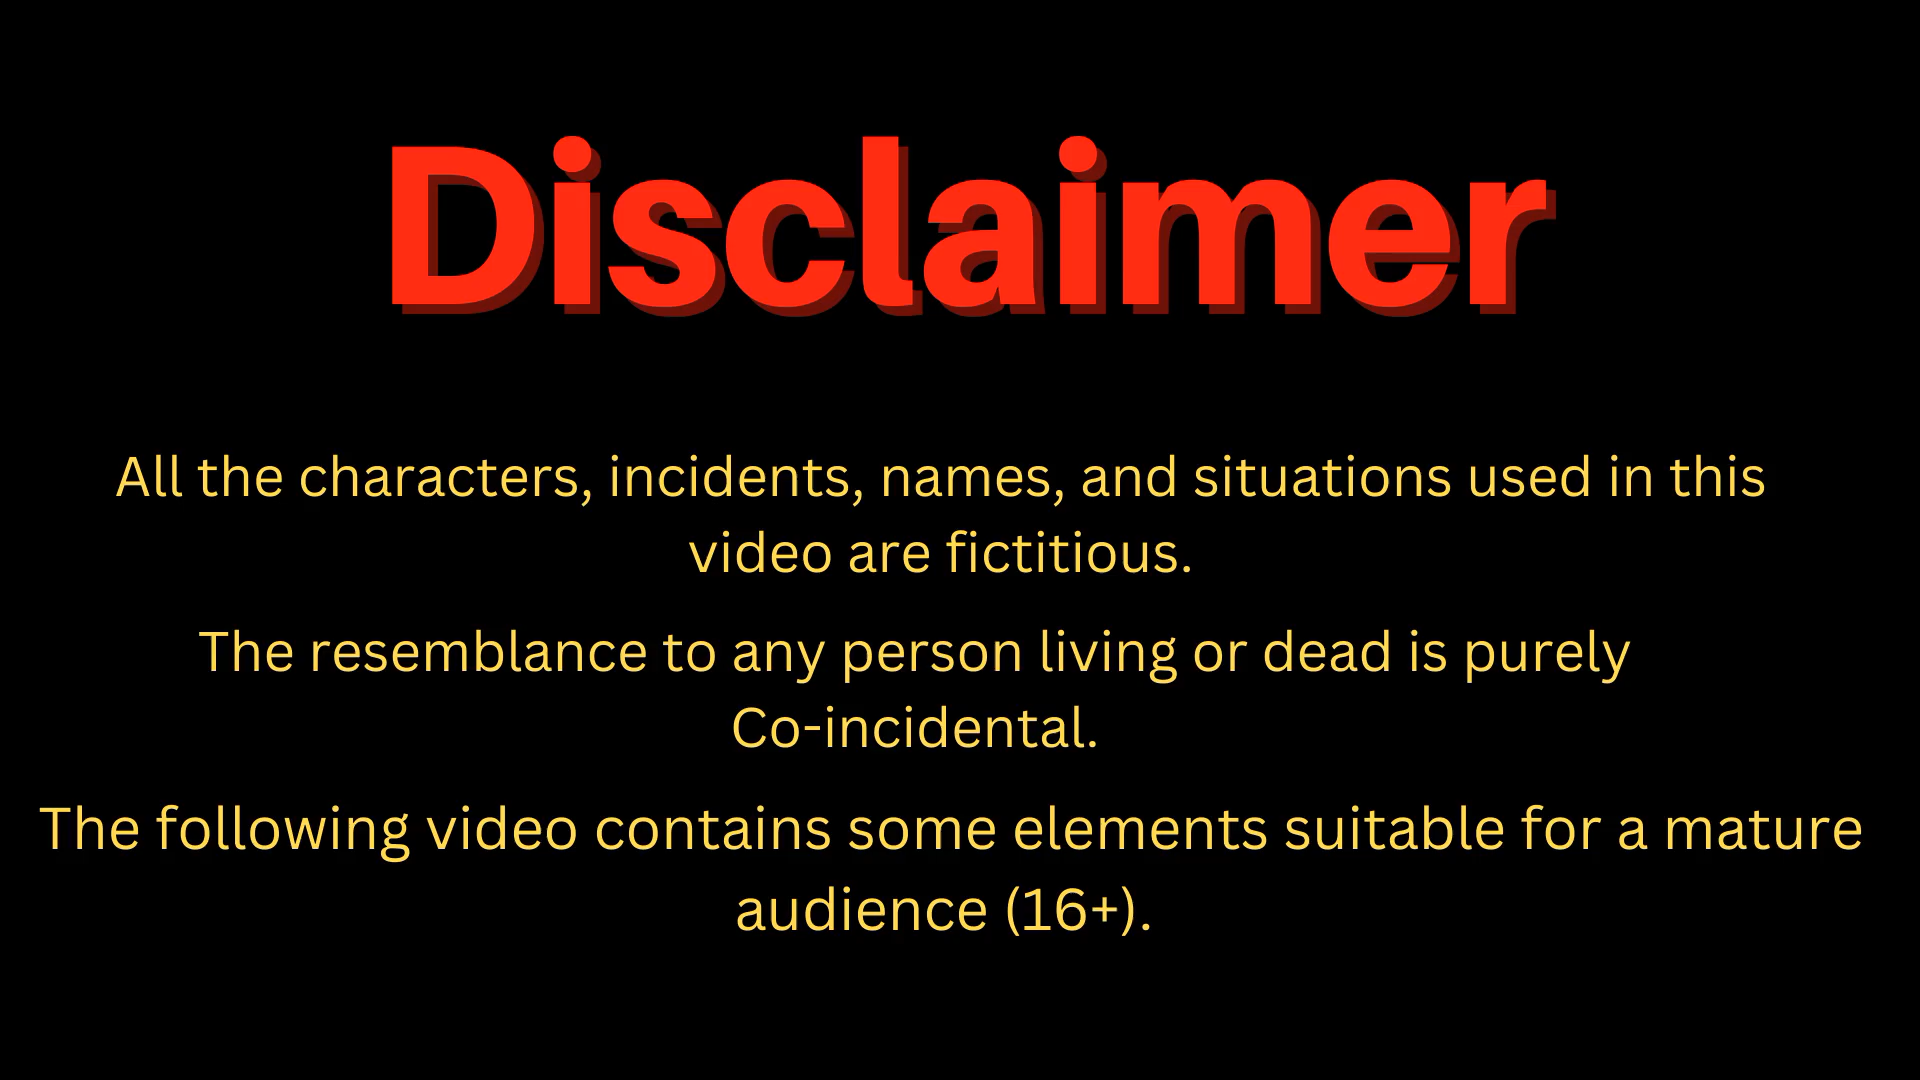 Disclaimer
All the characters, incidents, names, and situations used in this
video are fictitious.
The resemblance to any person living or dead is purely
Co-incidental.
The following video contains some elements suitable for a mature
audience (16+).